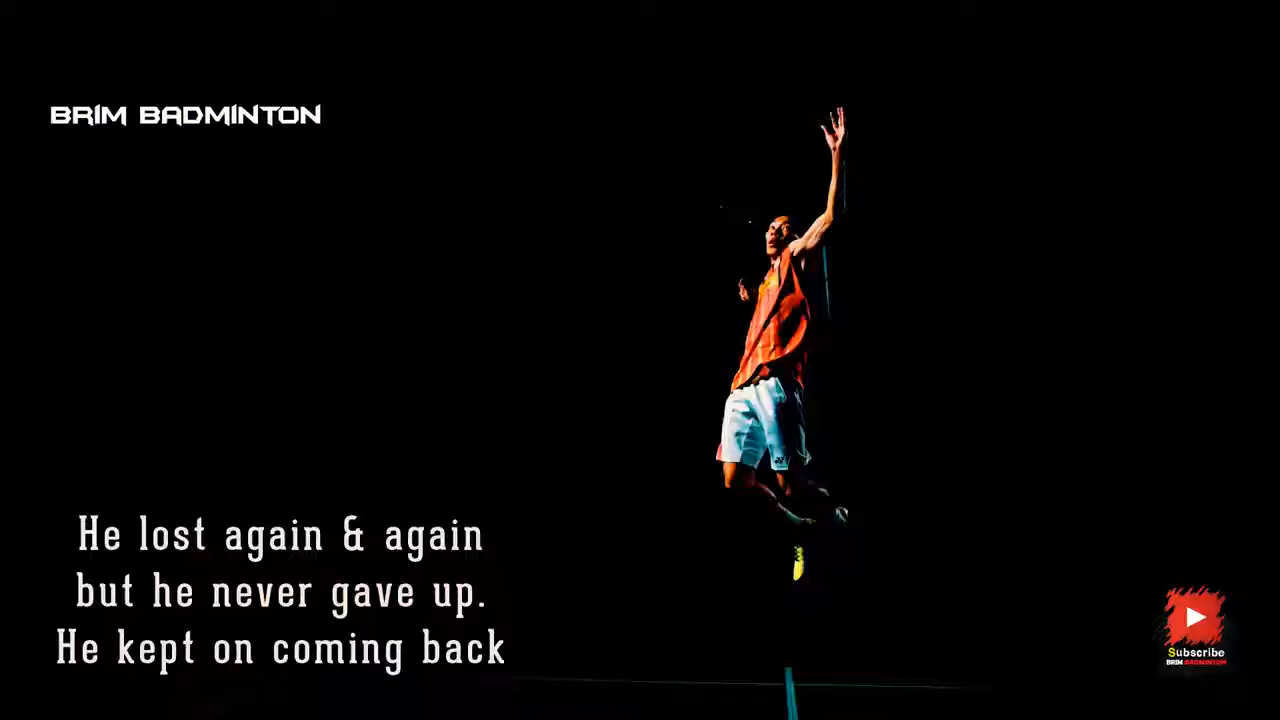 BRIM BADMINTON
He lost again & again
but he never gave up.
He kept on coming back
Subscribe
BRIM BADMINTON